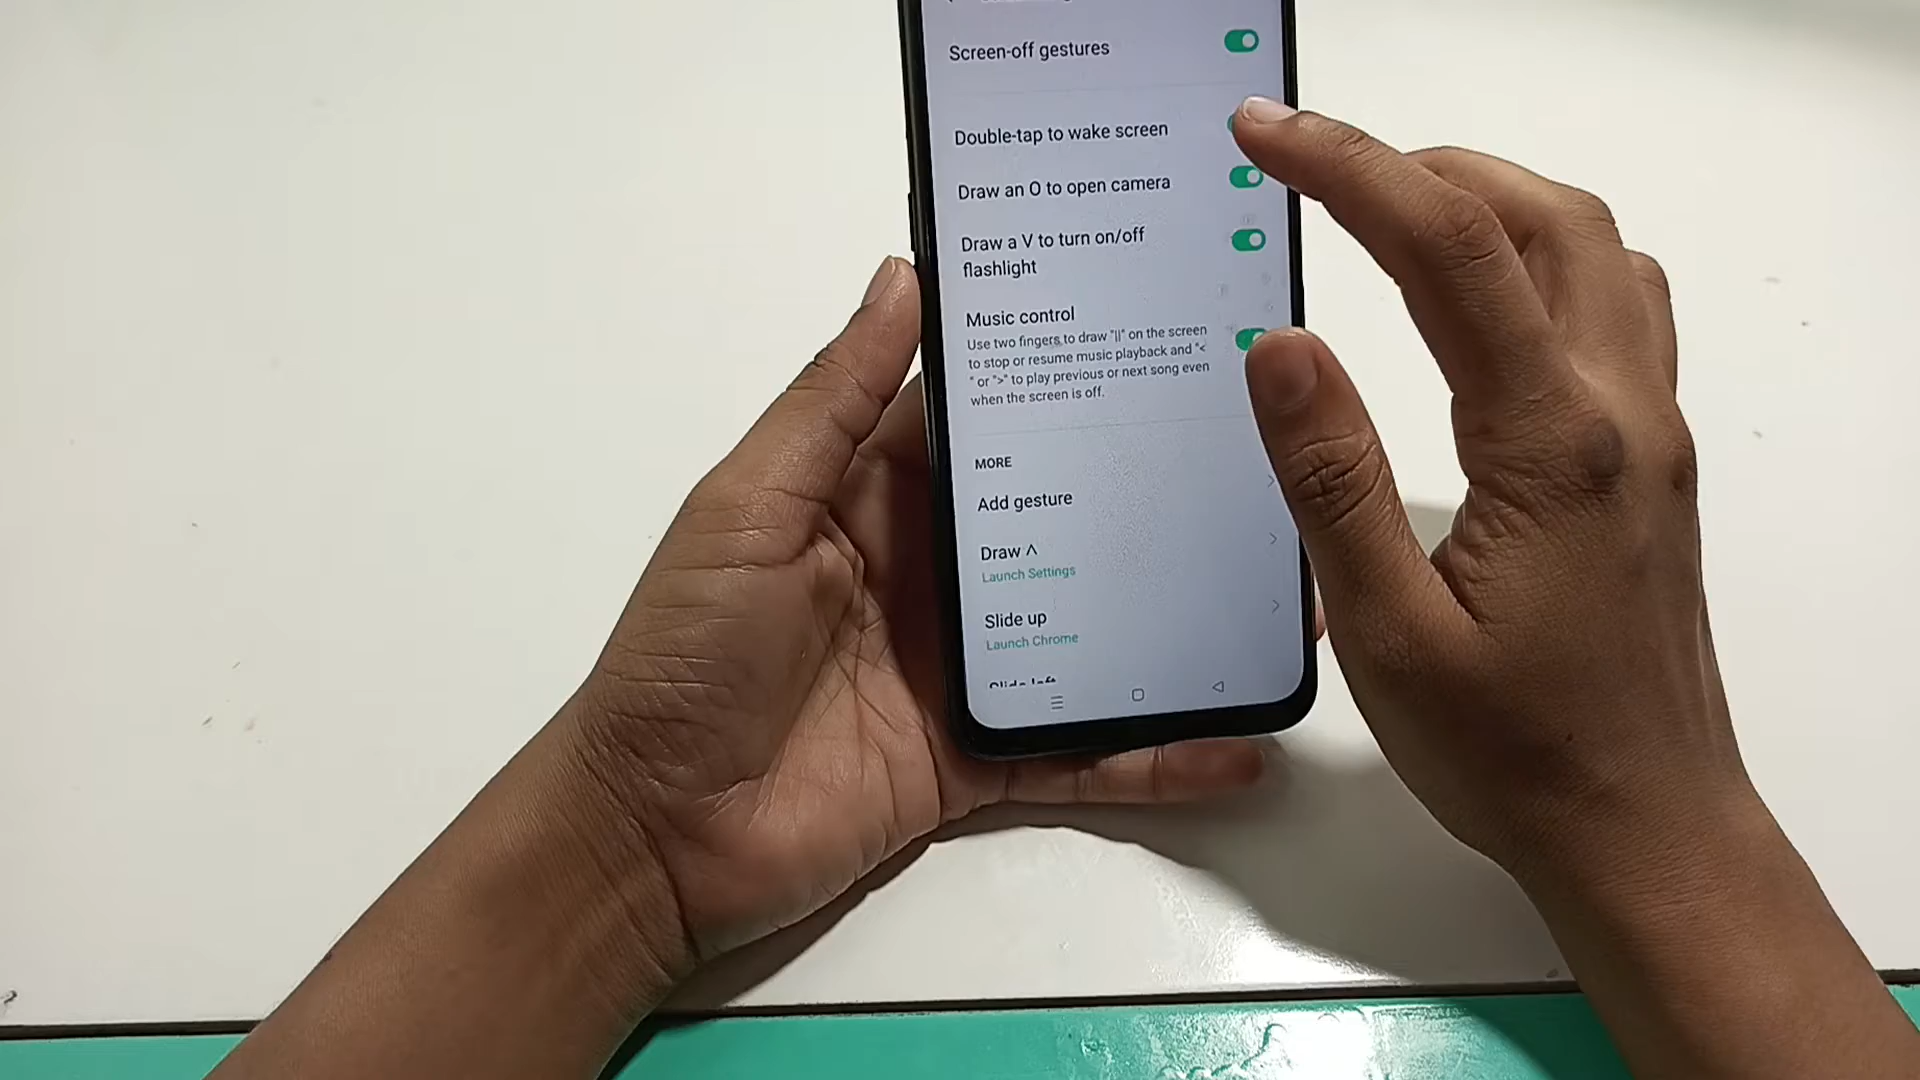 Screen-off gestures
Double-tap to wake screen
Draw an O to open camera
Draw a V to turn on/off
flashlight
Music control
Use two fingers to draw "||" on the screen
to stop or resume music playback and "<
" or ">" to play previous or next song even
when the screen is off.
MORE
Add gesture
Draw ˄
Launch Settings
Slide up
Launch Chrome